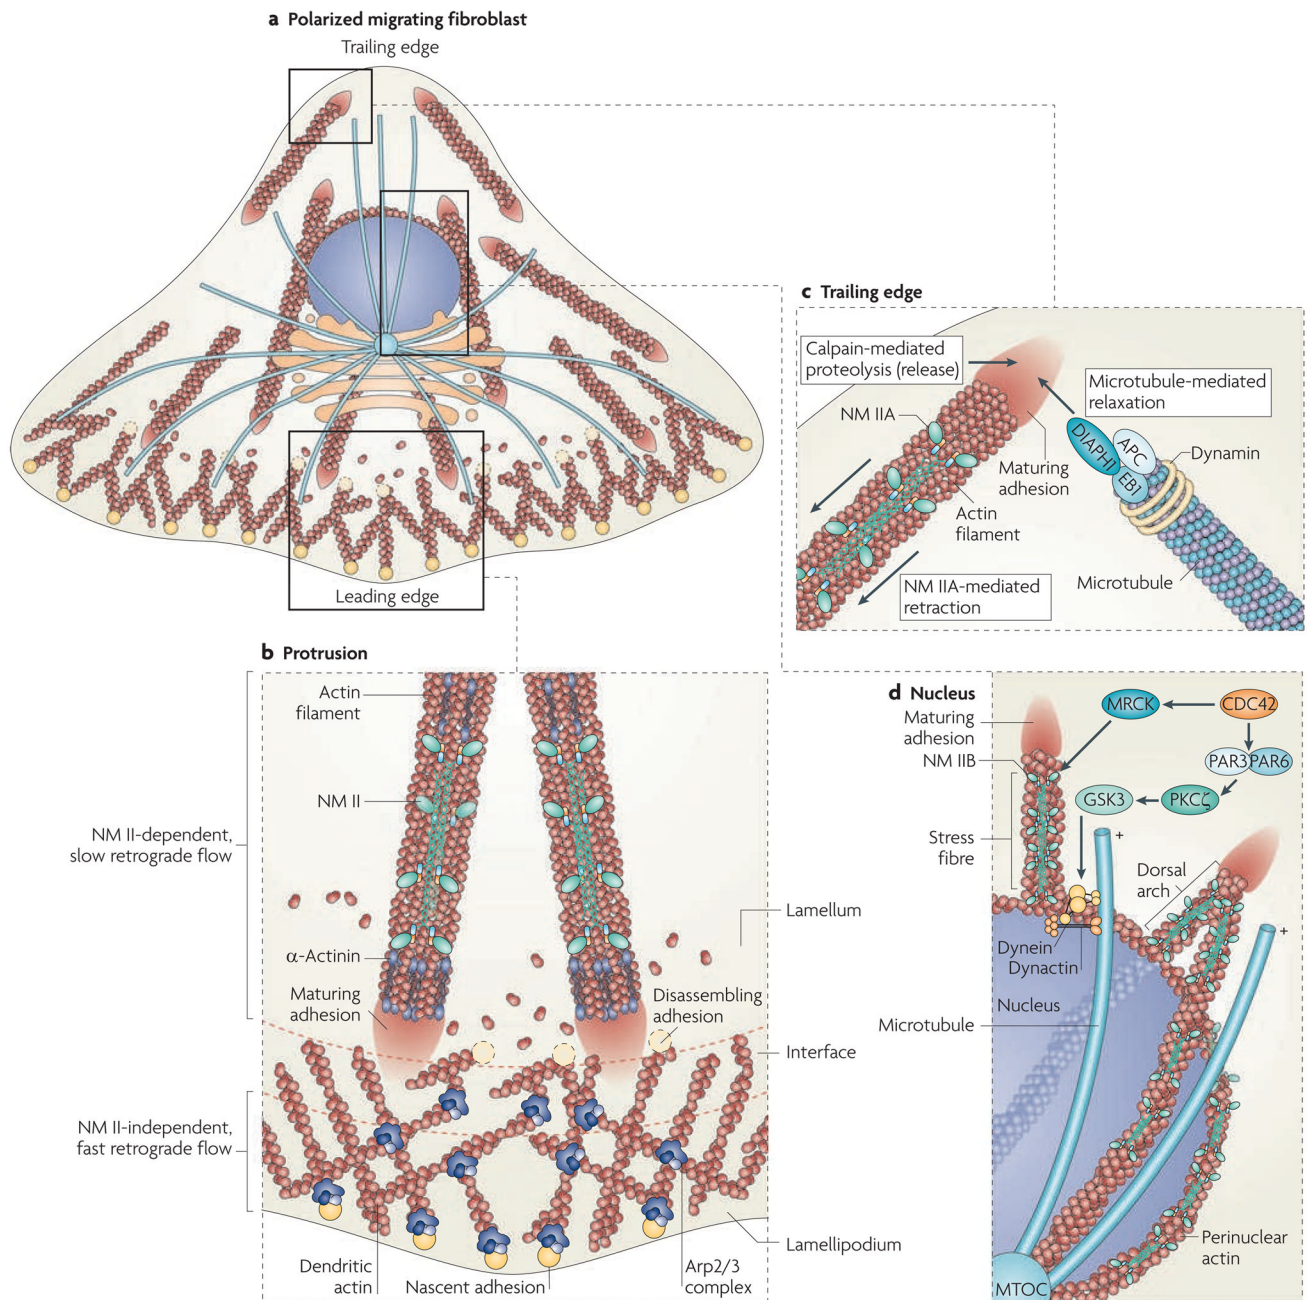 a Polarized migrating fibroblast
Trailing edge
Leading edge
c Trailing edge
Calpain-mediated
proteolysis (release)
Microtubule-mediated
relaxation
NM IIA
DIAPH1
APC
EB1
Dynamin
Maturing
adhesion
Actin
filament
Microtubule
NM IIA-mediated
retraction
b Protrusion
Actin
filament
NM II
NM II-dependent,
slow retrograde flow
Lamellum
α-Actinin
Maturing
adhesion
Disassembling
adhesion
Interface
NM II-independent,
fast retrograde flow
Lamellipodium
Dendritic
actin
Nascent adhesion
Arp2/3
complex
d Nucleus
Maturing
adhesion
MRCK
CDC42
NM IIB
PAR3
PAR6
GSK3
PKCζ
Stress
fibre
+
Dorsal
arch
+
Dynein
Dynactin
Nucleus
Microtubule
Perinuclear
actin
MTOC